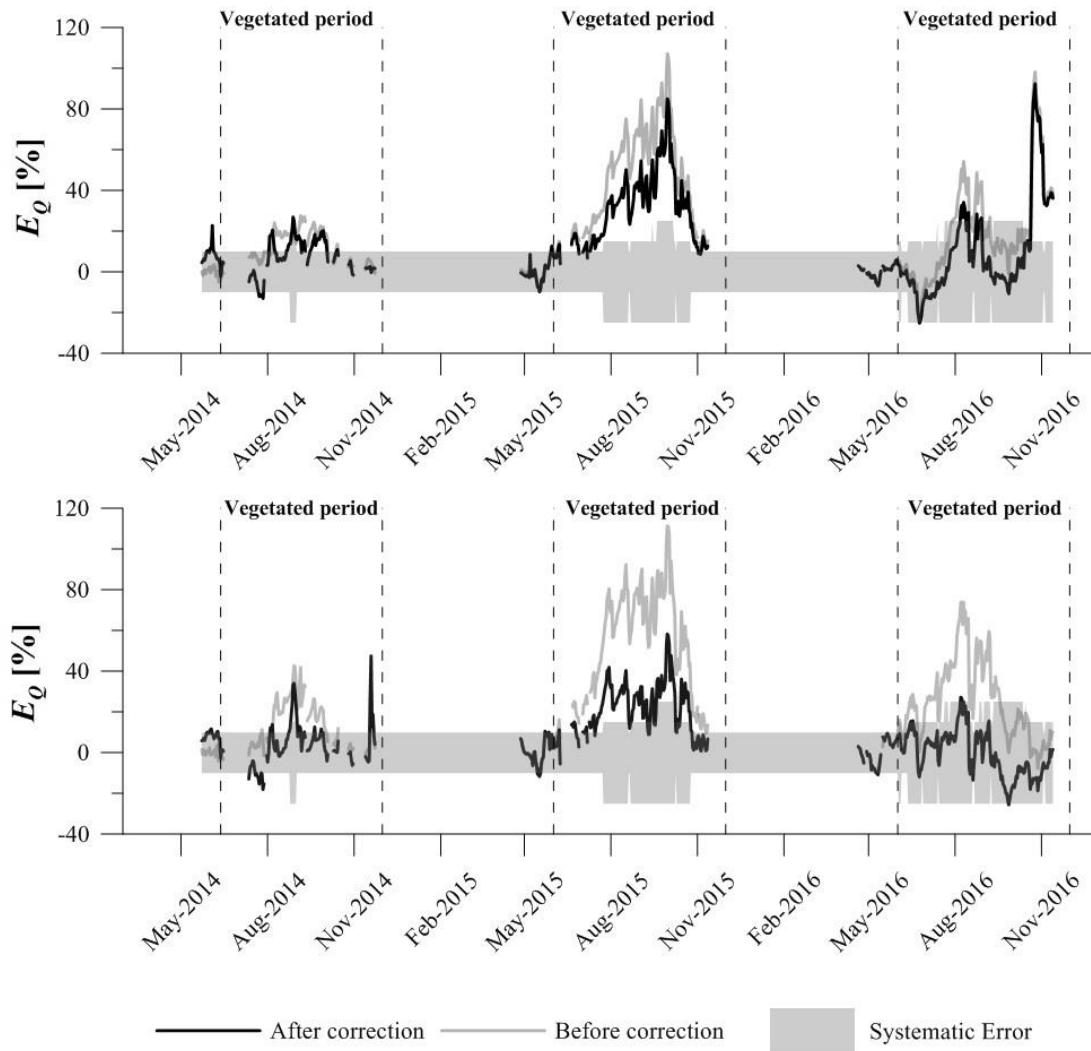 Vegetated period Vegetated period Vegetated period
120
80
40
0
-40
E_Q [%]
May-2014 Aug-2014 Nov-2014 Feb-2015 May-2015 Aug-2015 Nov-2015 Feb-2016 May-2016 Aug-2016 Nov-2016
Vegetated period Vegetated period Vegetated period
120
80
40
0
-40
E_Q [%]
May-2014 Aug-2014 Nov-2014 Feb-2015 May-2015 Aug-2015 Nov-2015 Feb-2016 May-2016 Aug-2016 Nov-2016
After correction Before correction Systematic Error